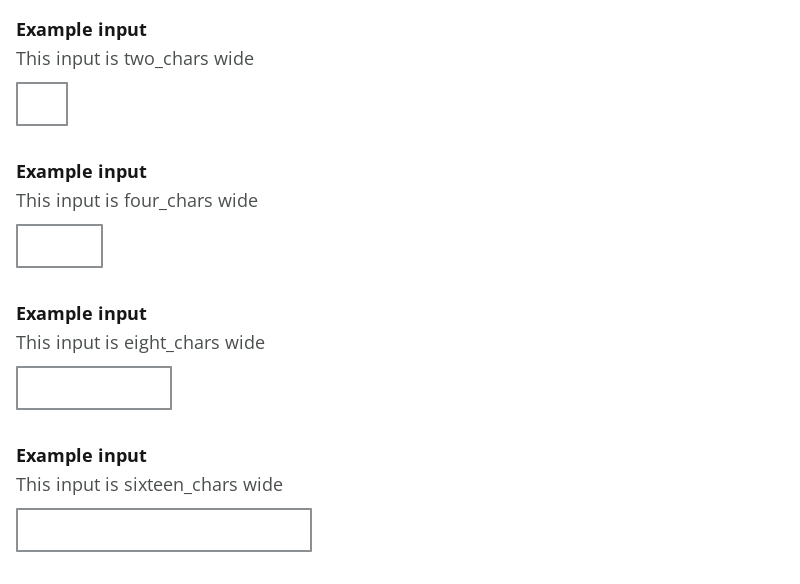 Example input
This input is two_chars wide
Example input
This input is four_chars wide
Example input
This input is eight_chars wide
Example input
This input is sixteen_chars wide